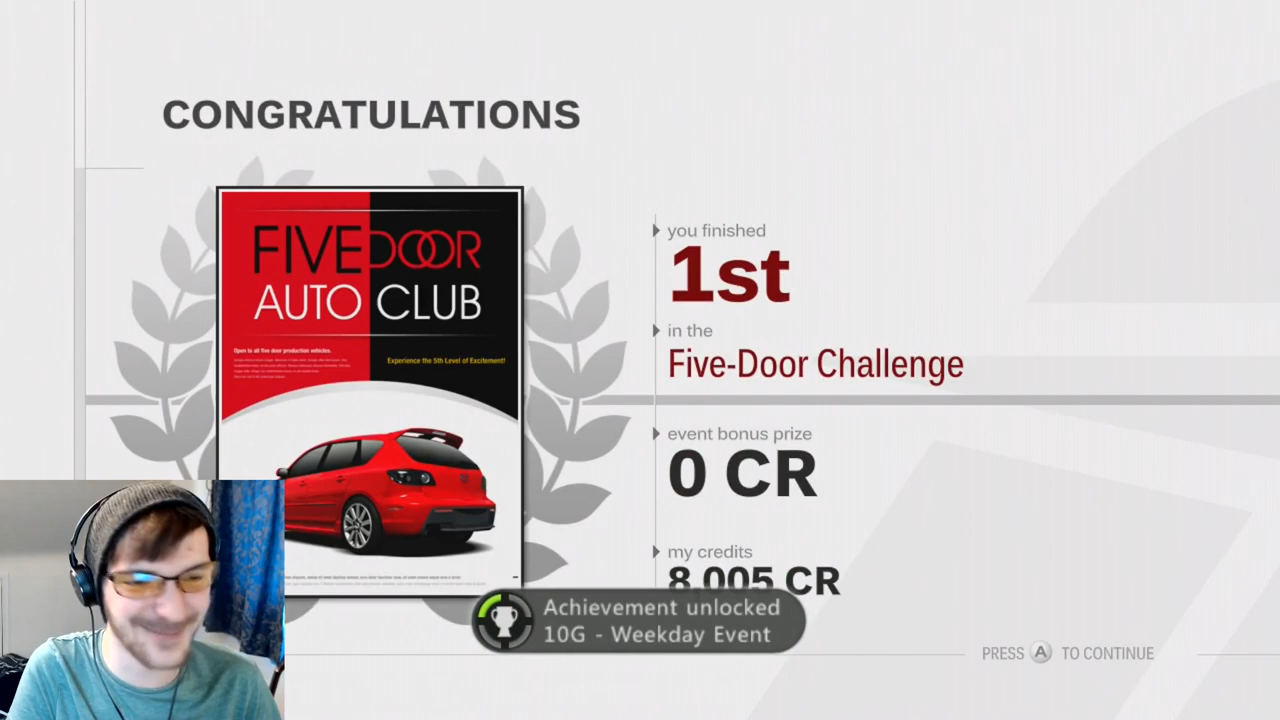 CONGRATULATIONS
FIVEDOOR
AUTO CLUB
Open to all five door production vehicles.
Experience the 5th Level of Excitement!
you finished
1st
in the
Five-Door Challenge
event bonus prize
0 CR
my credits
8,005 CR
Achievement unlocked
10G - Weekday Event
PRESS A TO CONTINUE